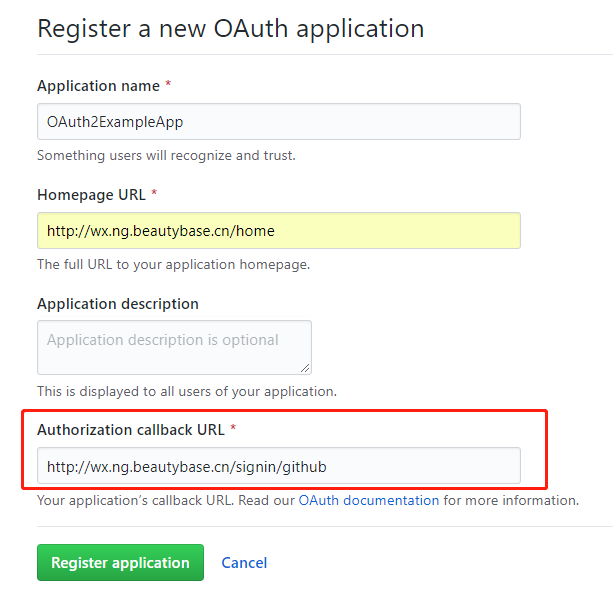 Register a new OAuth application
Application name *
OAuth2ExampleApp
Something users will recognize and trust.
Homepage URL *
http://wx.ng.beautybase.cn/home
The full URL to your application homepage.
Application description
Application description is optional
This is displayed to all users of your application.
Authorization callback URL *
http://wx.ng.beautybase.cn/signin/github
Your application’s callback URL. Read our OAuth documentation for more information.
Register application Cancel